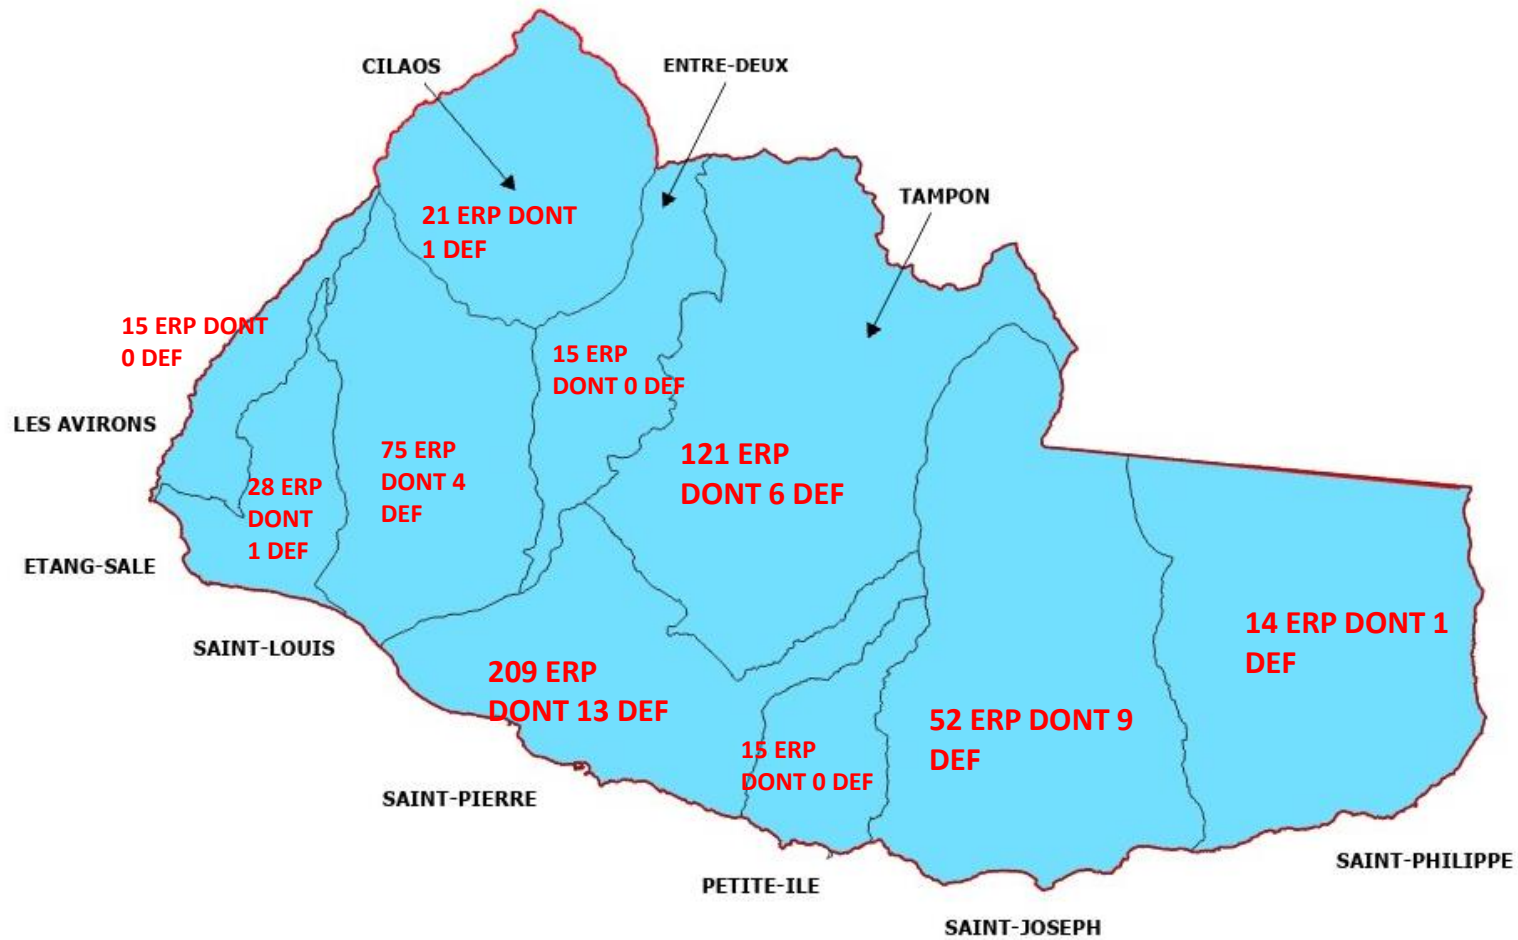 CILAOS
ENTRE-DEUX
TAMPON
21 ERP DONT
1 DEF
15 ERP DONT
0 DEF
15 ERP
DONT 0 DEF
LES AVIRONS
75 ERP
DONT 4
DEF
121 ERP
DONT 6 DEF
28 ERP
DONT
1 DEF
ETANG-SALE
SAINT-LOUIS
14 ERP DONT 1
DEF
209 ERP
DONT 13 DEF
52 ERP DONT 9
DEF
15 ERP
DONT 0 DEF
SAINT-PIERRE
SAINT-PHILIPPE
PETITE-ILE
SAINT-JOSEPH